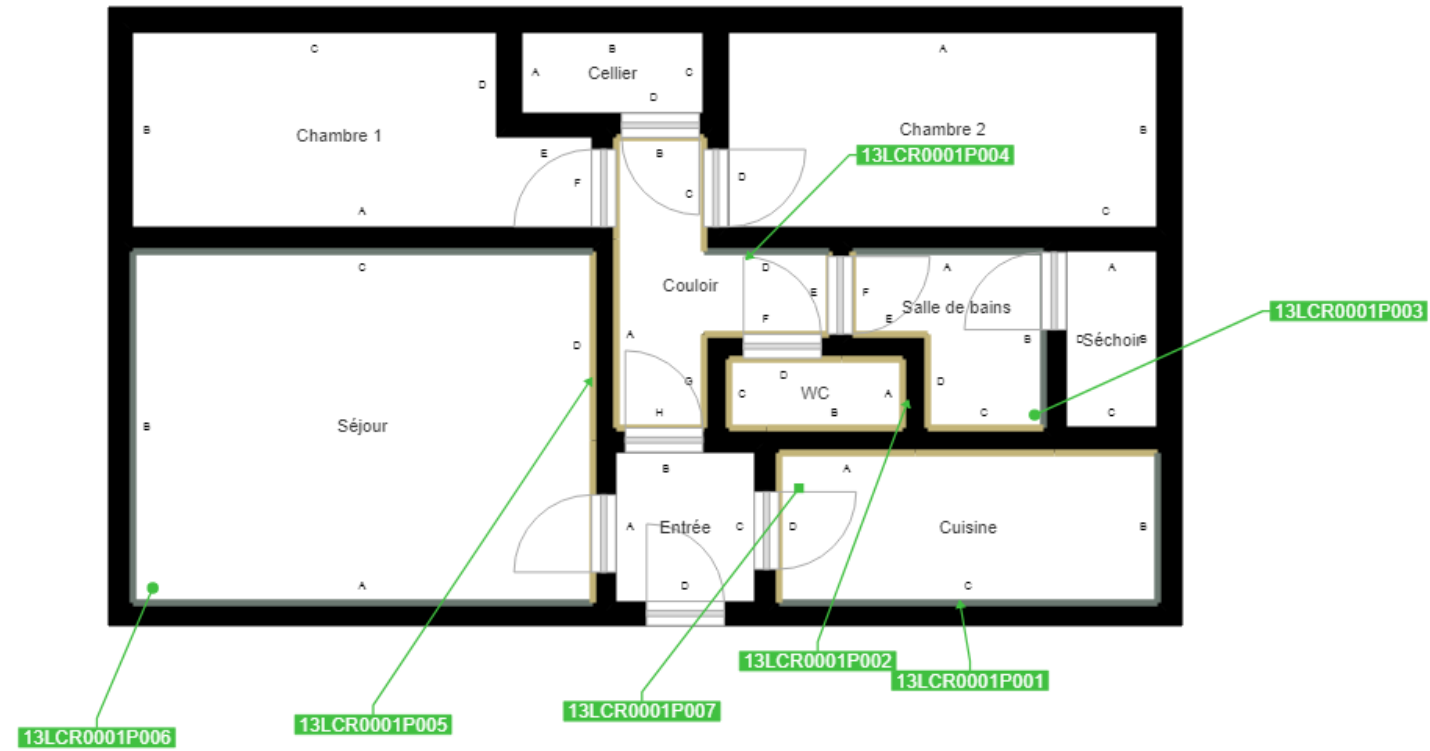 C
B
A
A
Cellier
C
D
D
B
Chambre 1
Chambre 2
B
E
B
13LCR0001P004
F
D
C
A
C
C
D
A
A
Couloir
E
F
Salle de bains
13LCR0001P003
F
E
A
D
B
D
Séchoir
B
D
G
D
C
WC
A
B
Séjour
H
B
C
C
B
A
A
Entrée
C
D
Cuisine
B
A
D
C
13LCR0001P002
13LCR0001P001
13LCR0001P007
13LCR0001P005
13LCR0001P006